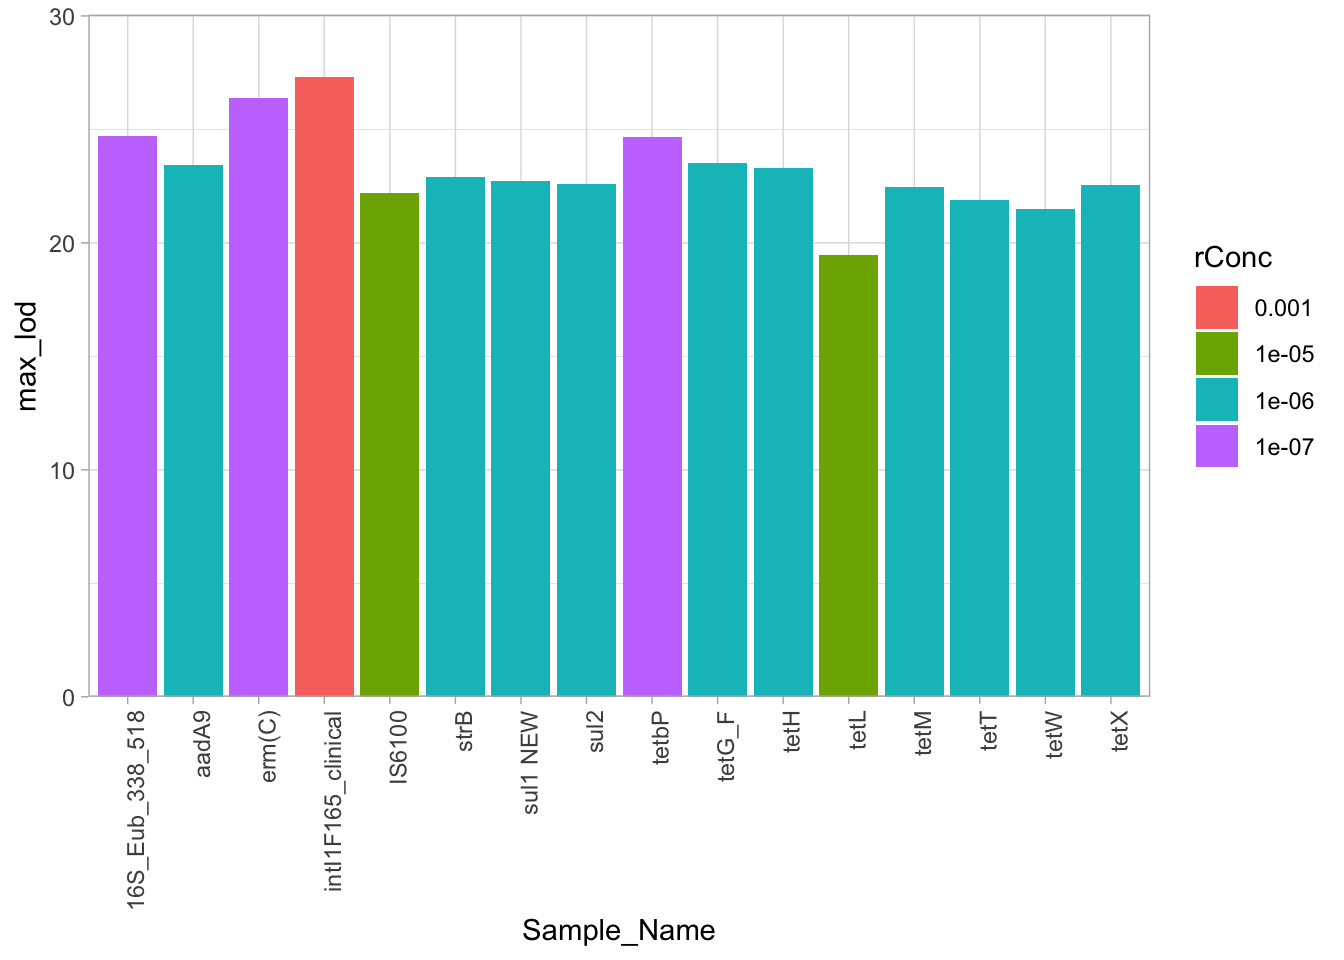 30
20
10
0
max_lod
16S_Eub_338_518
aadA9
erm(C)
intI1F165_clinical
IS6100
strB
sul1 NEW
sul2
tetbP
tetG_F
tetH
tetL
tetM
tetT
tetW
tetX
Sample_Name
rConc
0.001
1e-05
1e-06
1e-07